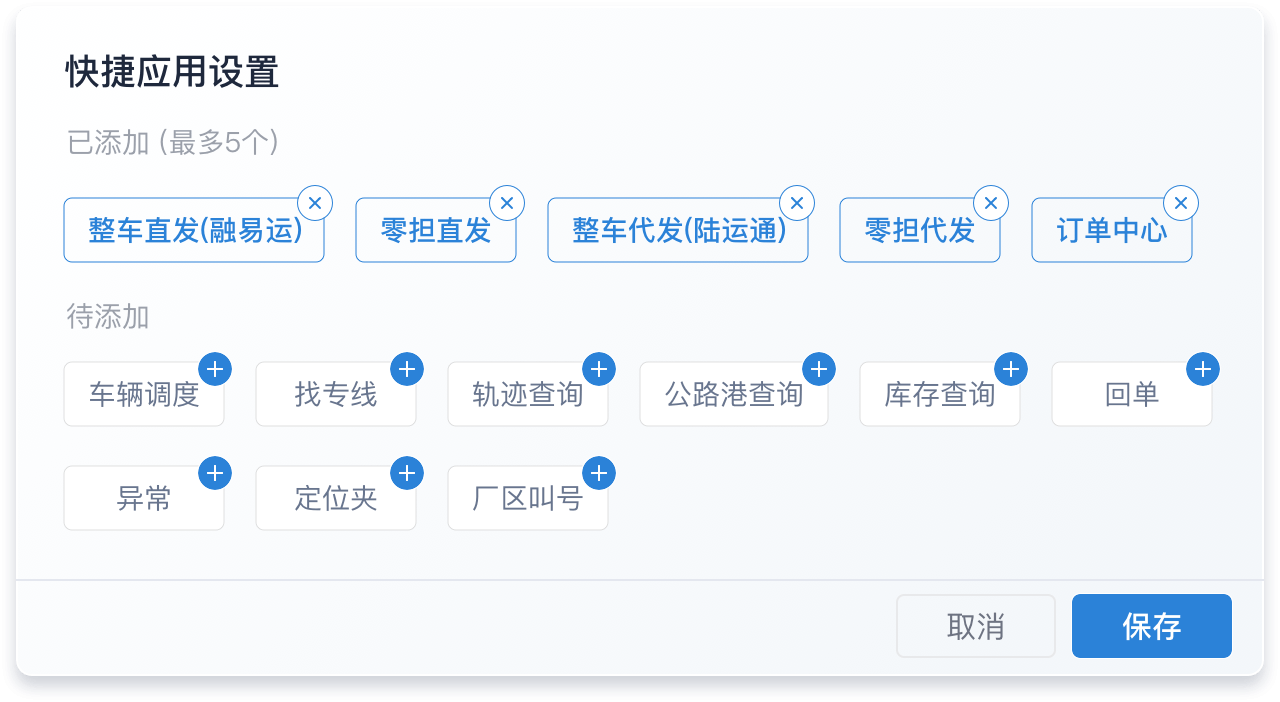 快捷应用设置
已添加 (最多5个)
整车直发(融易运) 零担直发 整车代发(陆运通) 零担代发 订单中心
待添加
车辆调度 找专线 轨迹查询 公路港查询 库存查询 回单
异常 定位夹 厂区叫号
取消 保存